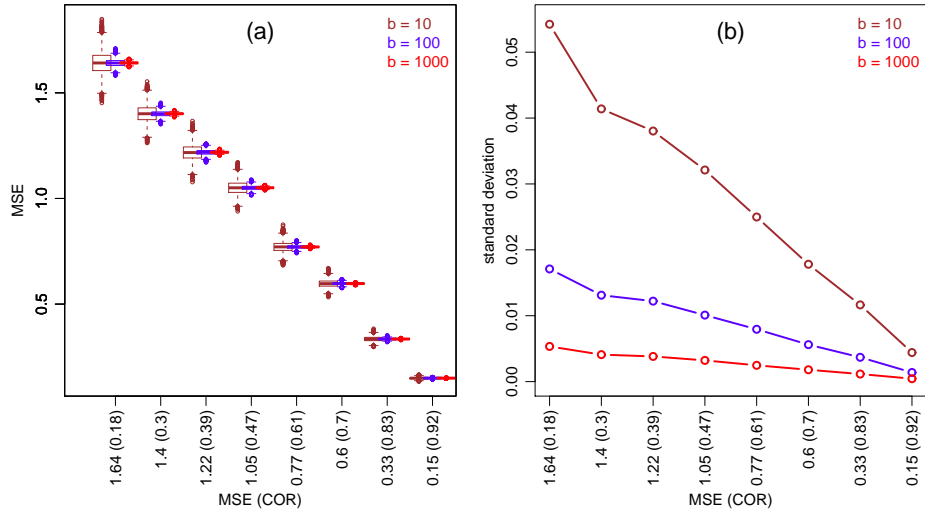 (a)
b = 10
b = 100
b = 1000
MSE
1.5
1.0
0.5
1.64 (0.18)
1.4 (0.3)
1.22 (0.39)
1.05 (0.47)
0.77 (0.61)
0.6 (0.7)
0.33 (0.83)
0.15 (0.92)
MSE (COR)
(b)
b = 10
b = 100
b = 1000
standard deviation
0.05
0.04
0.03
0.02
0.01
0.00
1.64 (0.18)
1.4 (0.3)
1.22 (0.39)
1.05 (0.47)
0.77 (0.61)
0.6 (0.7)
0.33 (0.83)
0.15 (0.92)
MSE (COR)